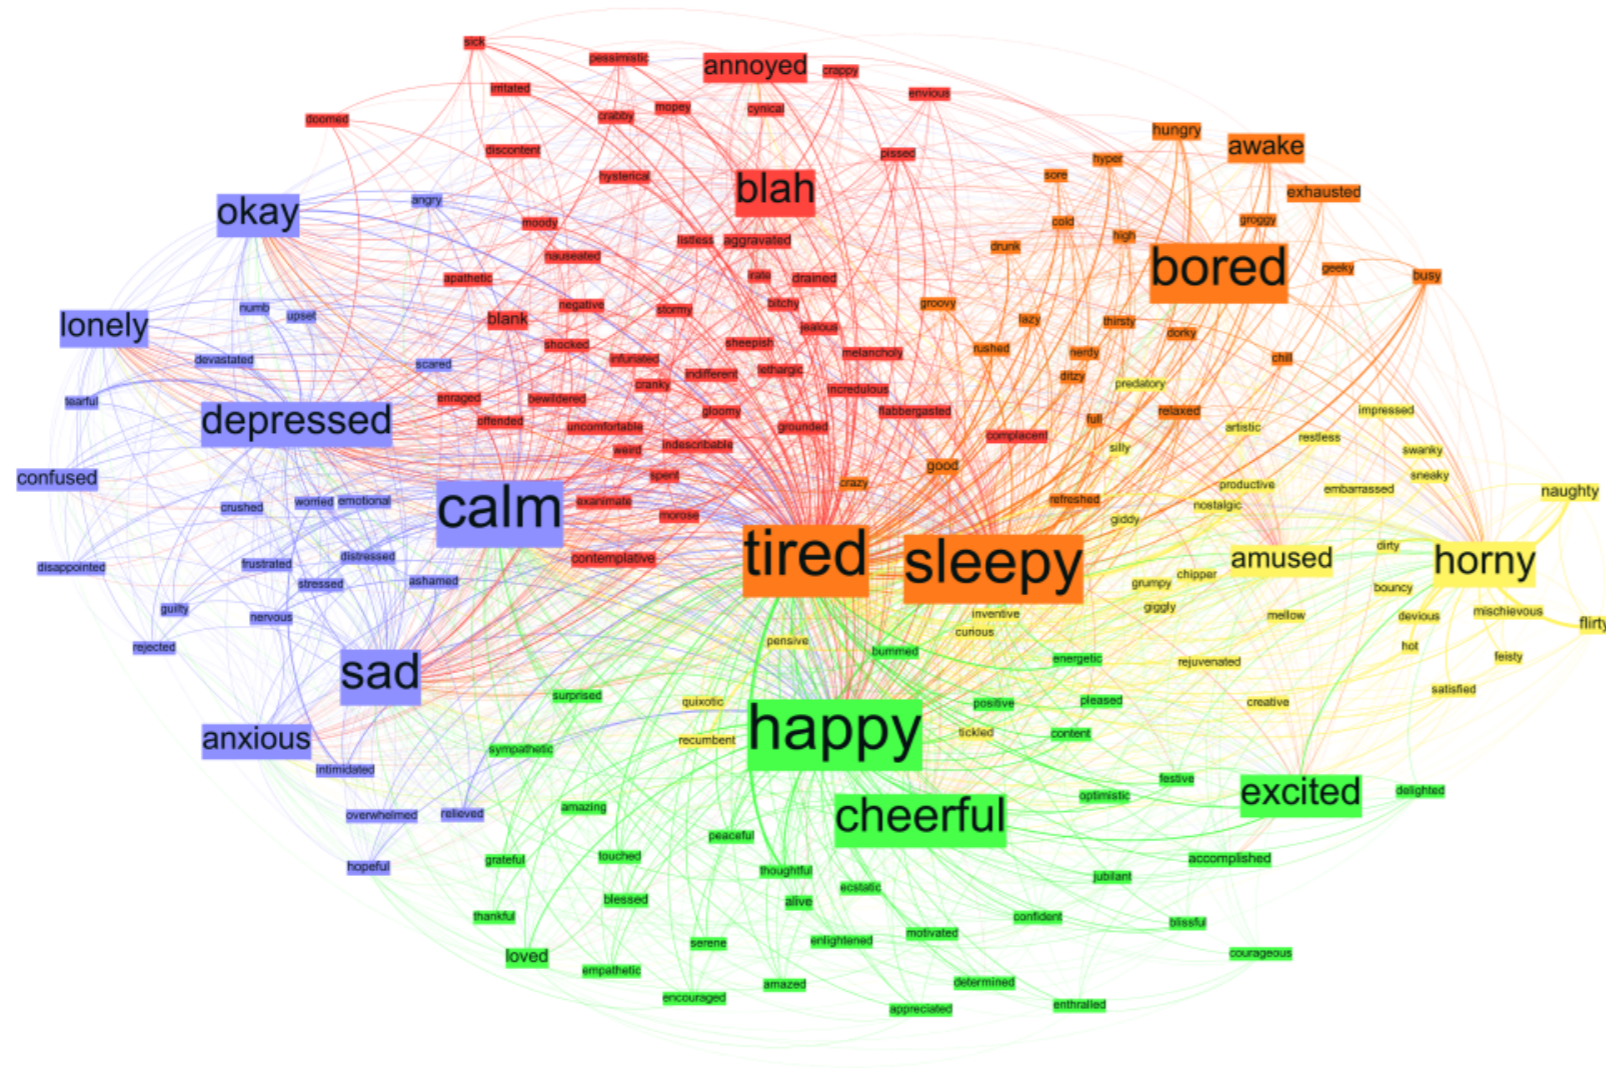 sick
pessimistic
annoyed
crappy
irritated
envious
mopey
cynical
crabby
doomed
hungry
awake
discontent
pissed
hyper
hysterical
sore
blah
exhausted
okay
angry
moody
cold
groggy
listless
aggravated
high
drunk
nauseated
bored
geeky
busy
apathetic
irate
drained
numb
upset
negative
stormy
bitchy
groovy
lonely
blank
jealous
lazy
thirsty
dorky
shocked
sheepish
rushed
devastated
scared
infuriated
melancholy
nerdy
chill
indifferent
lethargic
ditzy
cranky
incredulous
predatory
tearful
enraged
bewildered
gloomy
flabbergasted
relaxed
impressed
depressed
offended
uncomfortable
grounded
full
artistic
complacent
restless
indescribable
silly
weird
swanky
confused
spent
good
sneaky
crazy
productive
embarrassed
naughty
crushed
worried
emotional
calm
exanimate
refreshed
nostalgic
morose
giddy
distressed
contemplative
tired
sleepy
amused
dirty
horny
disappointed
frustrated
stressed
ashamed
grumpy
chipper
bouncy
guilty
nervous
inventive
giggly
mellow
devious
mischievous
flirty
rejected
pensive
curious
bummed
energetic
rejuvenated
hot
feisty
sad
surprised
quixotic
positive
pleased
creative
satisfied
anxious
sympathetic
recumbent
happy
tickled
content
intimidated
festive
excited
delighted
optimistic
overwhelmed
relieved
amazing
cheerful
peaceful
hopeful
grateful
touched
thoughtful
accomplished
jubilant
ecstatic
blessed
alive
thankful
confident
blissful
loved
serene
enlightened
motivated
courageous
empathetic
amazed
determined
encouraged
appreciated
enthralled